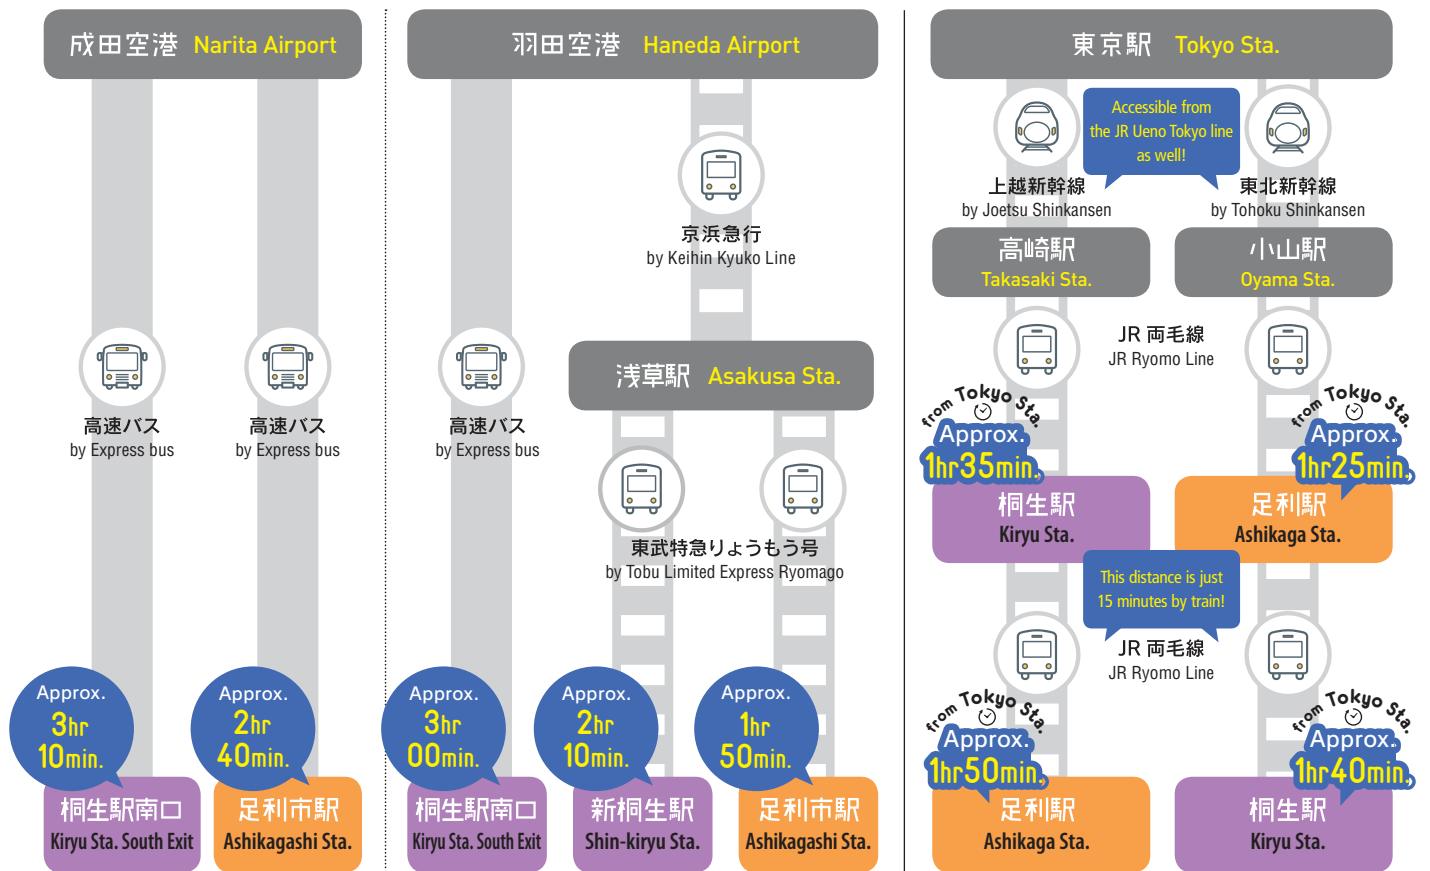 成田空港 Narita Airport
高速バス
by Express bus
高速バス
by Express bus
Approx.
3hr
10min.
桐生駅南口
Kiryu Sta. South Exit
Approx.
2hr
40min.
足利市駅
Ashikagashi Sta.
羽田空港 Haneda Airport
京浜急行
by Keihin Kyuko Line
高速バス
by Express bus
浅草駅 Asakusa Sta.
東武特急りょうもう号
by Tobu Limited Express Ryomago
Approx.
3hr
00min.
桐生駅南口
Kiryu Sta. South Exit
Approx.
2hr
10min.
新桐生駅
Shin-kiryu Sta.
Approx.
1hr
50min.
足利市駅
Ashikagashi Sta.
東京駅 Tokyo Sta.
Accessible from
the JR Ueno Tokyo line
as well!
上越新幹線
by Joetsu Shinkansen
東北新幹線
by Tohoku Shinkansen
高崎駅
Takasaki Sta.
小山駅
Oyama Sta.
JR 両毛線
JR Ryomo Line
from Tokyo Sta.
Approx.
1hr35min.
桐生駅
Kiryu Sta.
from Tokyo Sta.
Approx.
1hr25min.
足利駅
Ashikaga Sta.
This distance is just
15 minutes by train!
JR 両毛線
JR Ryomo Line
from Tokyo Sta.
Approx.
1hr50min.
足利駅
Ashikaga Sta.
from Tokyo Sta.
Approx.
1hr40min.
桐生駅
Kiryu Sta.